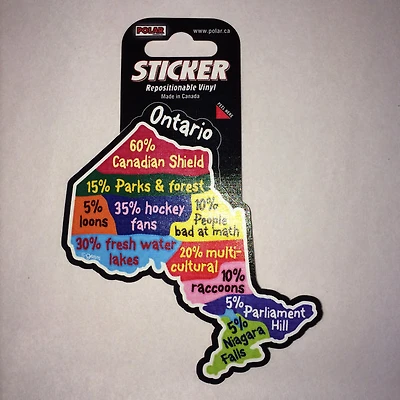 POLAR
www.polar.ca
STICKER
Repositionable Vinyl
Made in Canada
PEEL HERE
Ontario
60%
Canadian Shield
15% Parks & forest
5%
loons
35% hockey
fans
10%
People
bad at math
30% fresh water
lakes
20% multi-
cultural
10%
raccoons
5%
Parliament
Hill
5%
Niagara
Falls